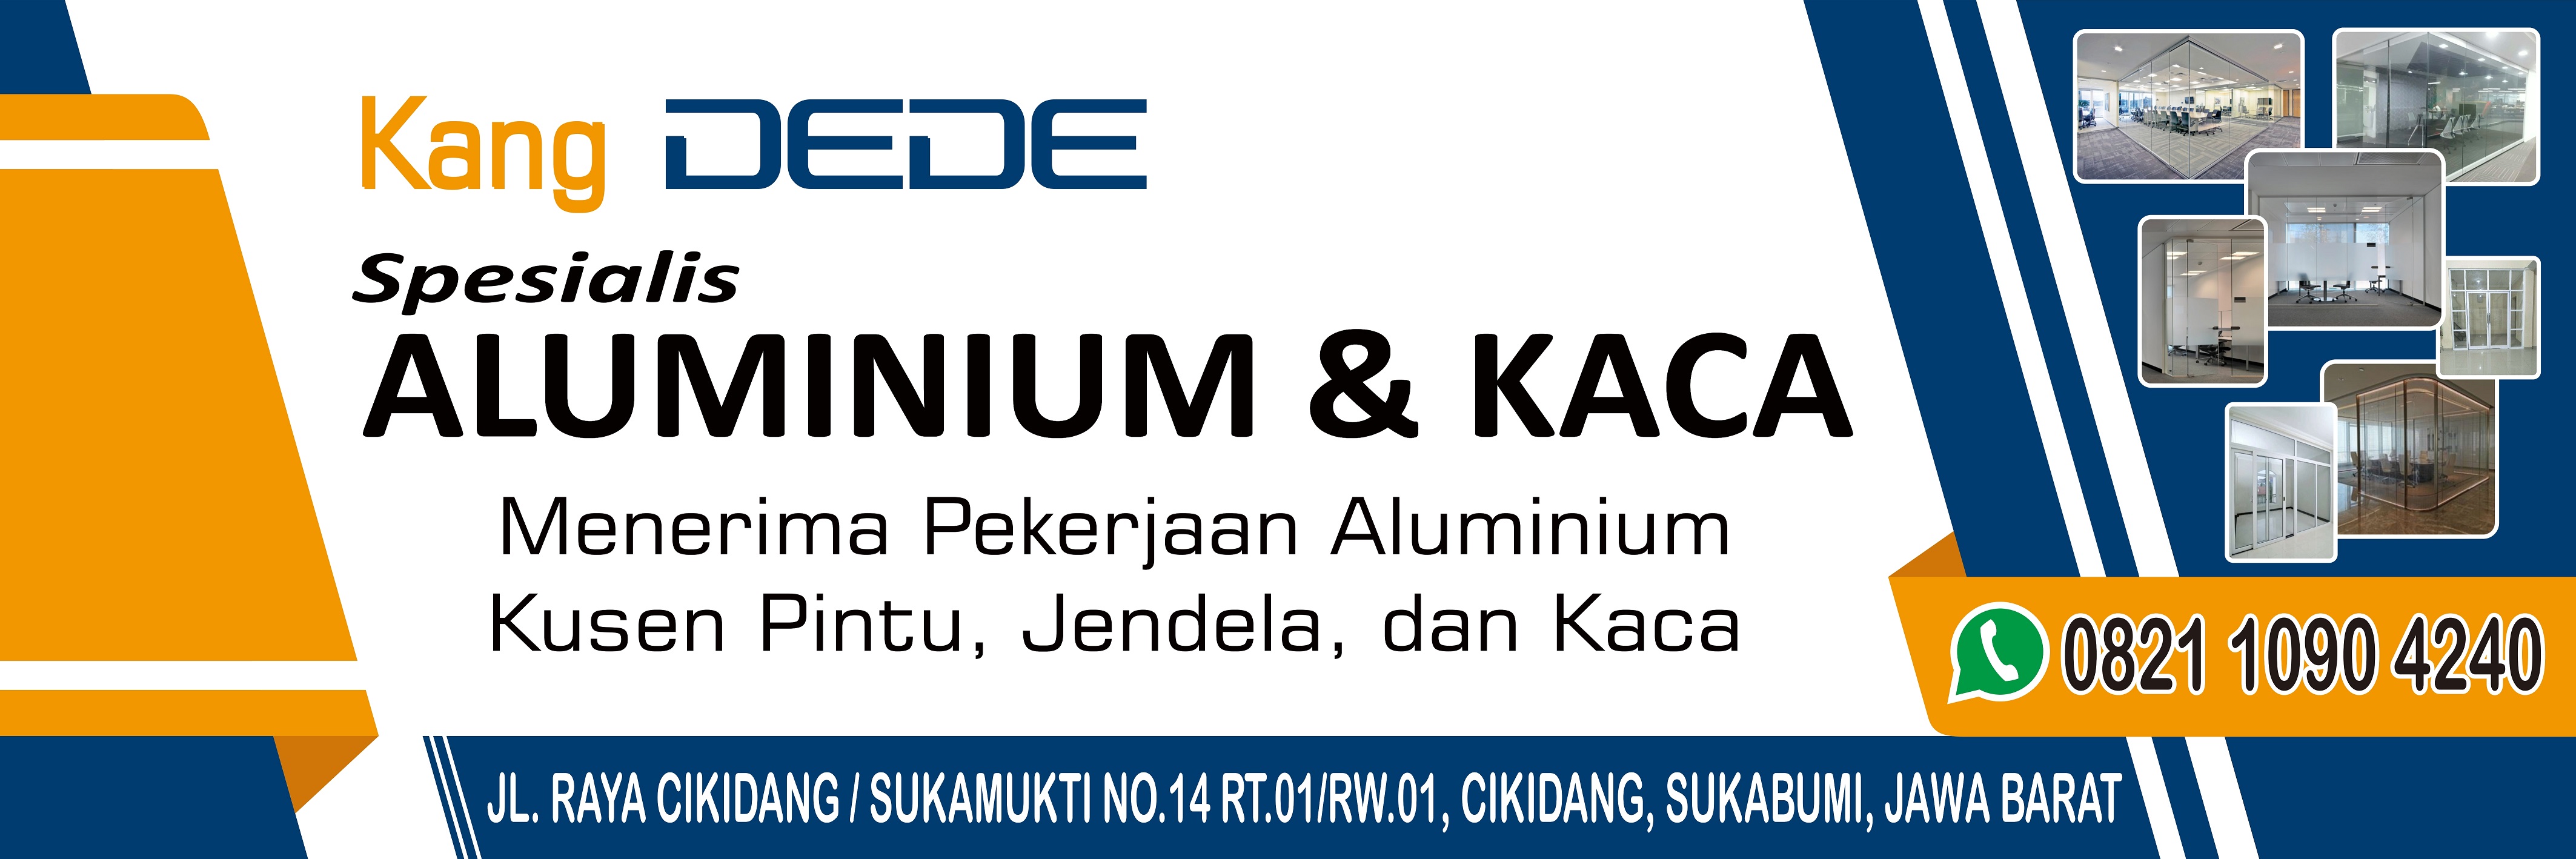 Kang DEDE
Spesialis
ALUMINIUM & KACA
Menerima Pekerjaan Aluminium
Kusen Pintu, Jendela, dan Kaca
0821 1090 4240
JL. RAYA CIKIDANG / SUKAMUKTI NO.14 RT.01/RW.01, CIKIDANG, SUKABUMI, JAWA BARAT